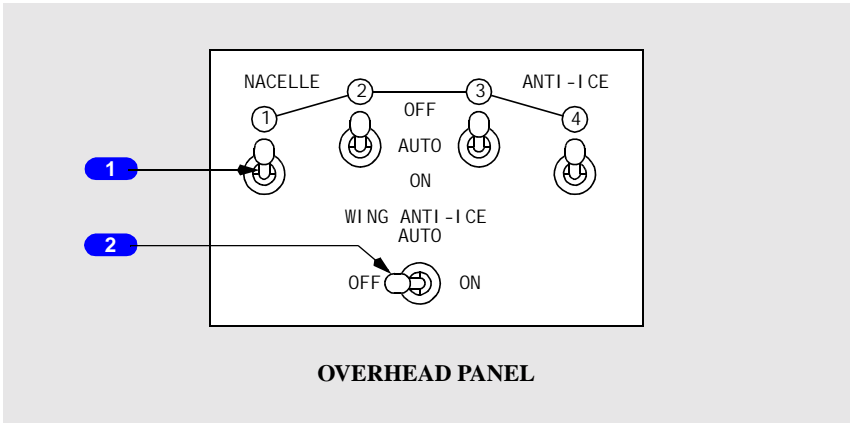 NACELLE ANTI-ICE
1 2 3 4
OFF
AUTO
ON
1
WING ANTI-ICE
AUTO
2
OFF ON
OVERHEAD PANEL